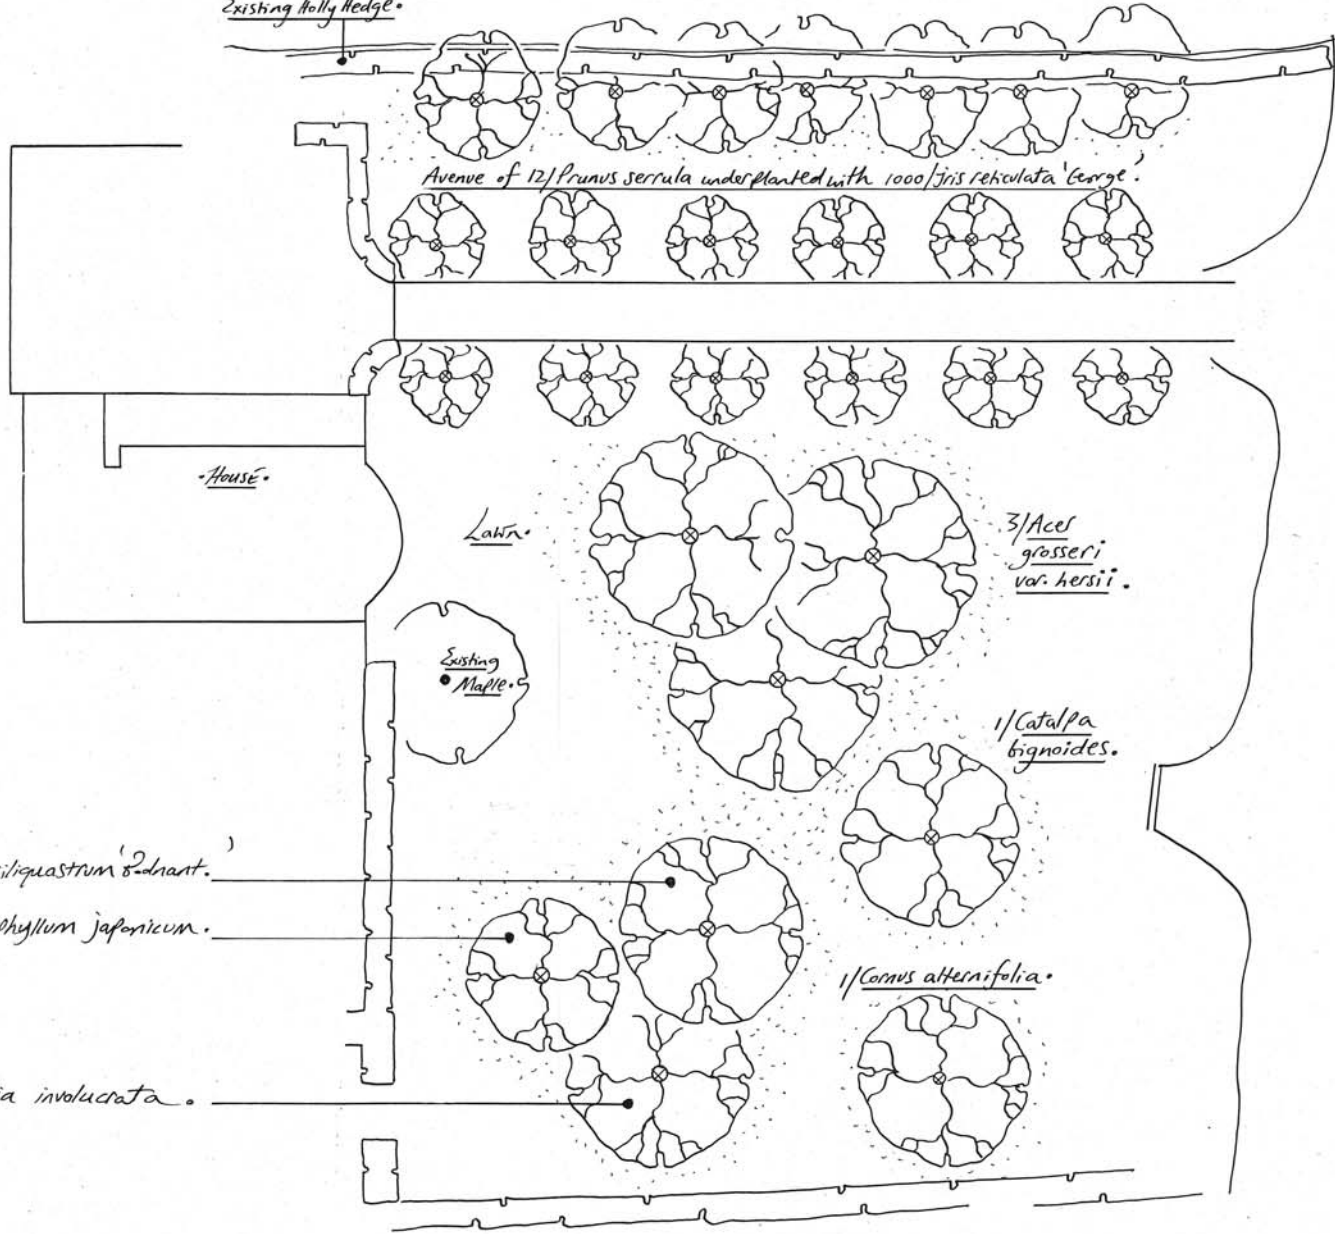 Existing Holly Hedge.
Avenue of 12/Prunus serrula underplanted with 1000/Iris reticulata 'George'.
·House·
Lawn.
3/Acer
grosseri
var. hersii.
Existing
Maple.
1/Catalpa
bignoides.
iliquastrum
phyllum japonicum.
1/Cornus alternifolia.
ia involucrata.